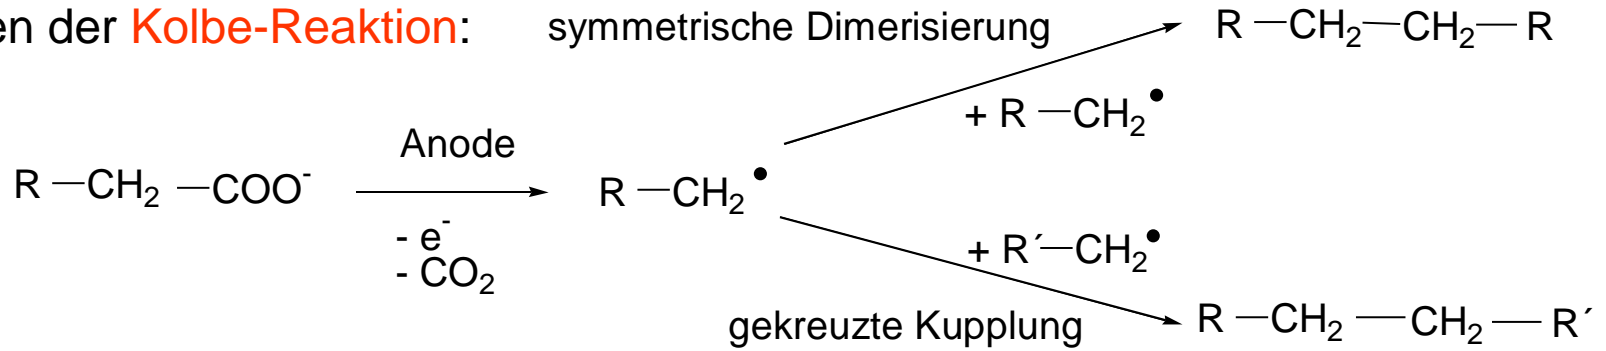 en der Kolbe-Reaktion:
symmetrische Dimerisierung
R—CH₂—CH₂—R
+ R—CH₂•
Anode
R—CH₂—COO⁻
R—CH₂•
- e⁻
- CO₂
+ R´—CH₂•
gekreuzte Kupplung
R—CH₂—CH₂—R´